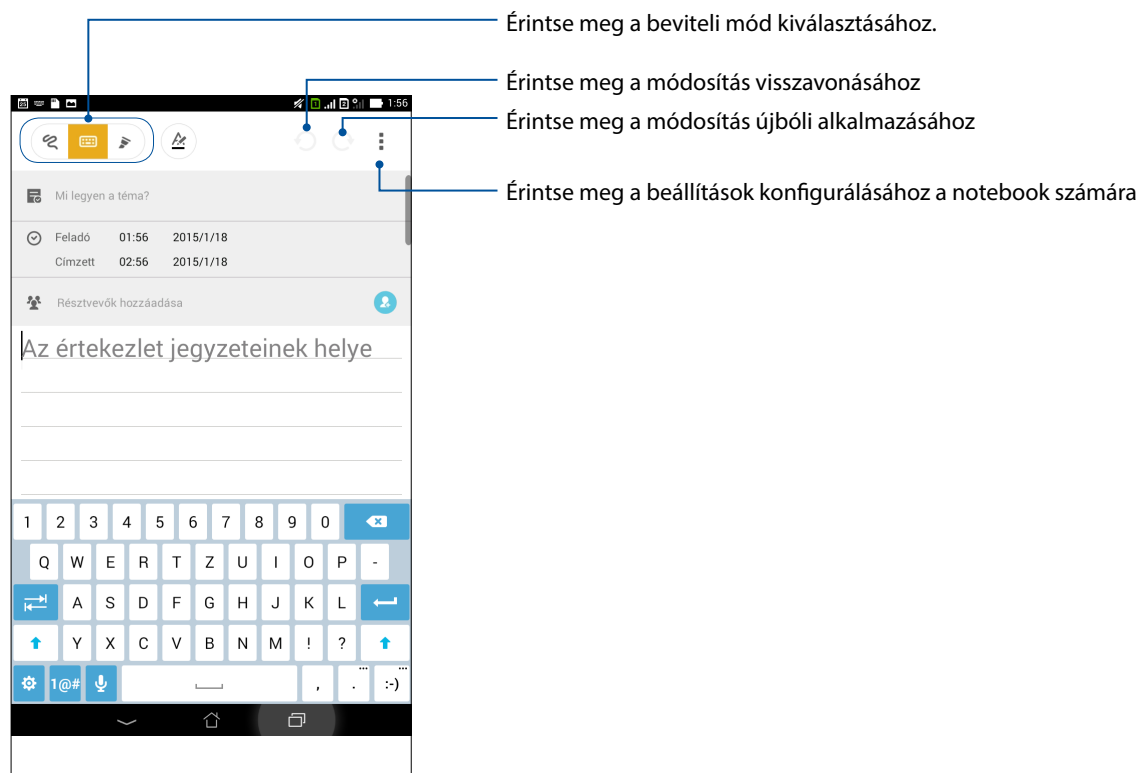 Érintse meg a beviteli mód kiválasztásához.
Érintse meg a módosítás visszavonásához
Érintse meg a módosítás újbóli alkalmazásához
Érintse meg a beállítások konfigurálásához a notebook számára
1:56
Mi legyen a téma?
Feladó 01:56 2015/1/18
Címzett 02:56 2015/1/18
Résztvevők hozzáadása
Az értekezlet jegyzeteinek helye
1 2 3 4 5 6 7 8 9 0
Q W E R T Z U I O P -
A S D F G H J K L
Y X C V B N M ! ?
1@# , . :-)